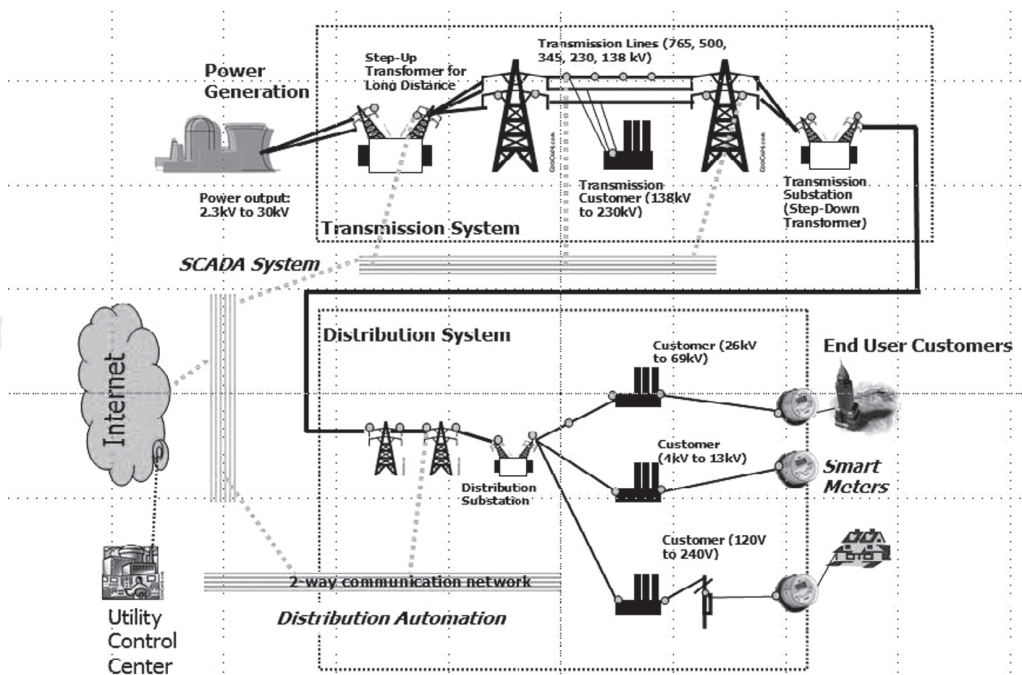 Power
Generation
Step-Up
Transformer for
Long Distance
Transmission Lines (765, 500,
345, 230, 138 kV)
Power output:
2.3kV to 30kV
Transmission
Customer (138kV
to 230kV)
Transmission
Substation
(Step-Down
Transformer)
Transmission System
SCADA System
Distribution System
Customer (26kV
to 69kV)
End User Customers
Internet
Customer
(4kV to 13kV)
Smart
Meters
Distribution
Substation
Customer (120V
to 240V)
2-way communication network
Distribution Automation
Utility
Control
Center